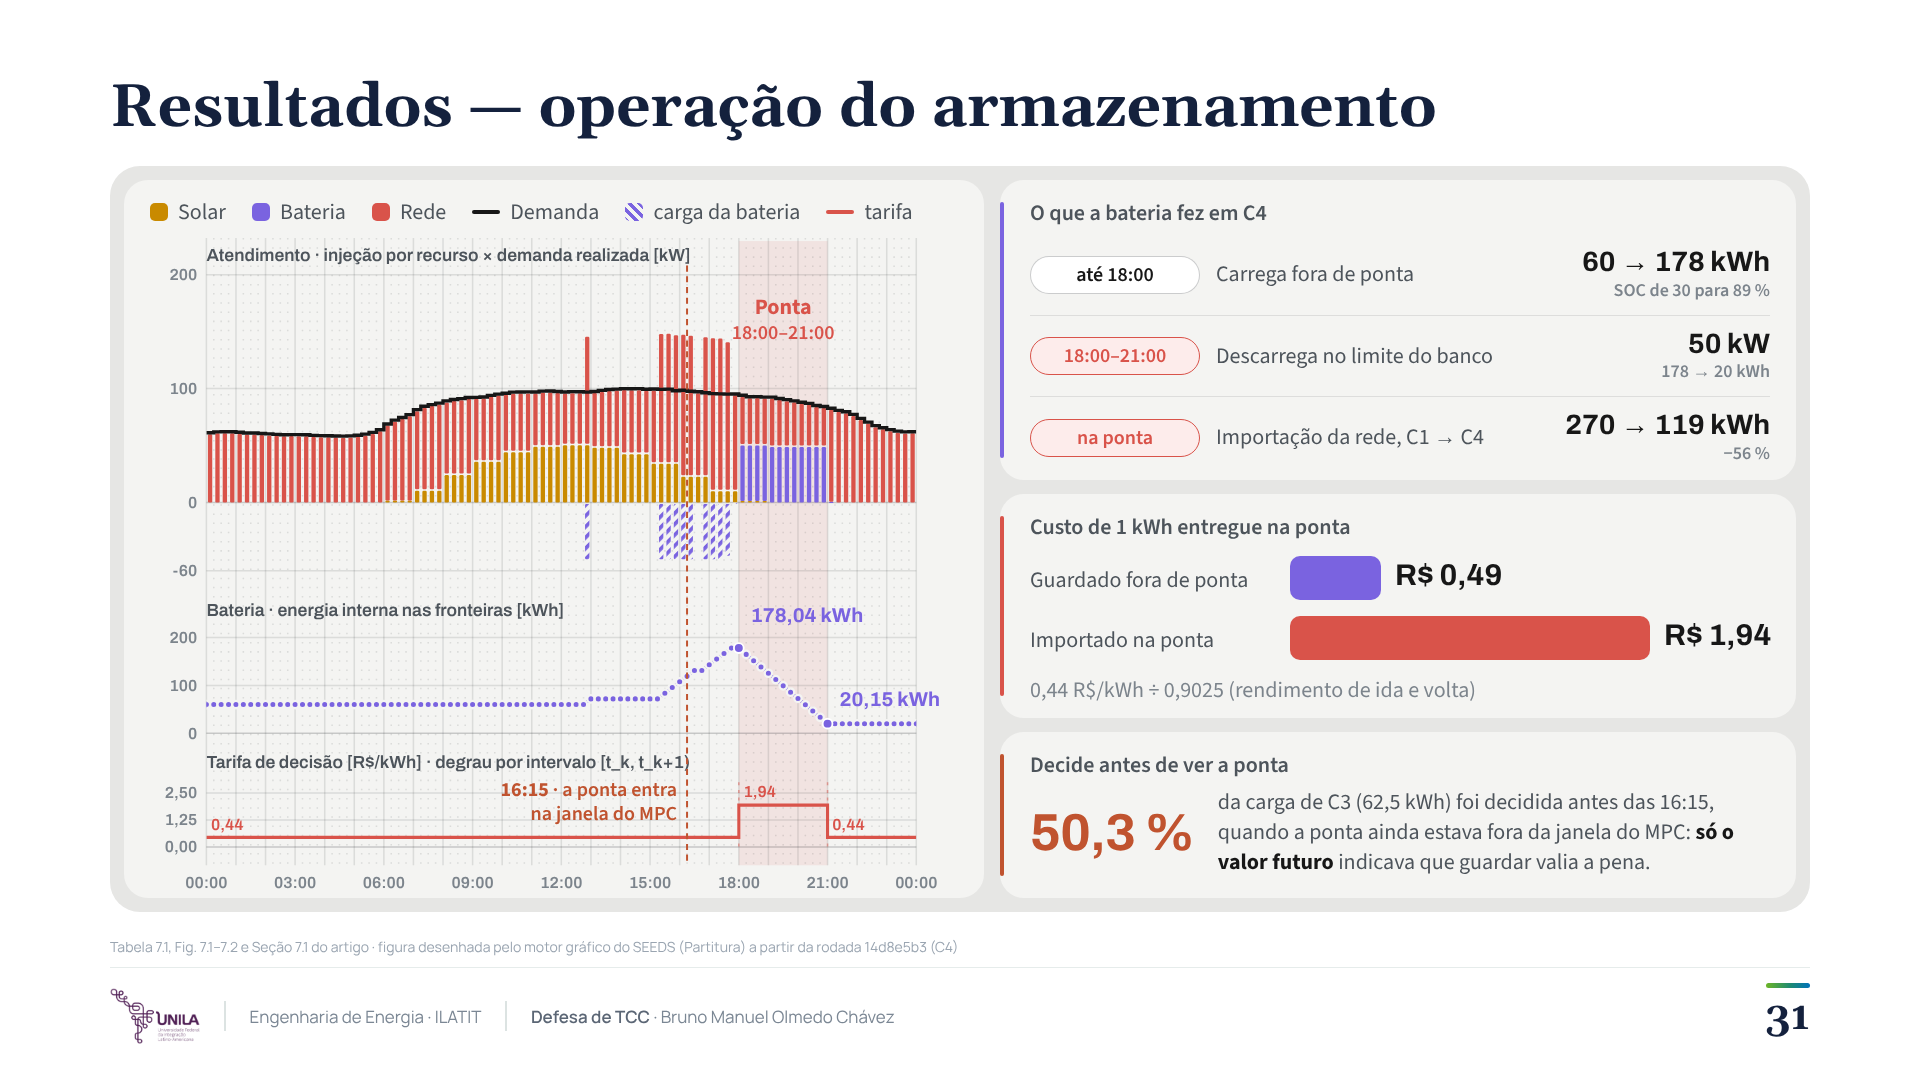 Resultados — operação do armazenamento
Solar
Bateria
Rede
Demanda
carga da bateria
tarifa
Atendimento · injeção por recurso × demanda realizada [kW]
200
100
0
-60
Ponta
18:00–21:00
Bateria · energia interna nas fronteiras [kWh]
178,04 kWh
200
100
0
20,15 kWh
Tarifa de decisão [R$/kWh] · degrau por intervalo [t_k, t_k+1)
16:15 · a ponta entra
na janela do MPC
2,50
1,25
0,00
0,44
1,94
0,44
00:00
03:00
06:00
09:00
12:00
15:00
18:00
21:00
00:00
O que a bateria fez em C4
até 18:00
Carrega fora de ponta
60 → 178 kWh
SOC de 30 para 89 %
18:00–21:00
Descarrega no limite do banco
50 kW
178 → 20 kWh
na ponta
Importação da rede, C1 → C4
270 → 119 kWh
−56 %
Custo de 1 kWh entregue na ponta
Guardado fora de ponta
R$ 0,49
Importado na ponta
R$ 1,94
0,44 R$/kWh ÷ 0,9025 (rendimento de ida e volta)
Decide antes de ver a ponta
50,3 %
da carga de C3 (62,5 kWh) foi decidida antes das 16:15,
quando a ponta ainda estava fora da janela do MPC: só o
valor futuro indicava que guardar valia a pena.
Tabela 7.1, Fig. 7.1–7.2 e Seção 7.1 do artigo · figura desenhada pelo motor gráfico do SEEDS (Partitura) a partir da rodada 14d8e5b3 (C4)
UNILA
Engenharia de Energia · ILATIT
Defesa de TCC · Bruno Manuel Olmedo Chávez
31